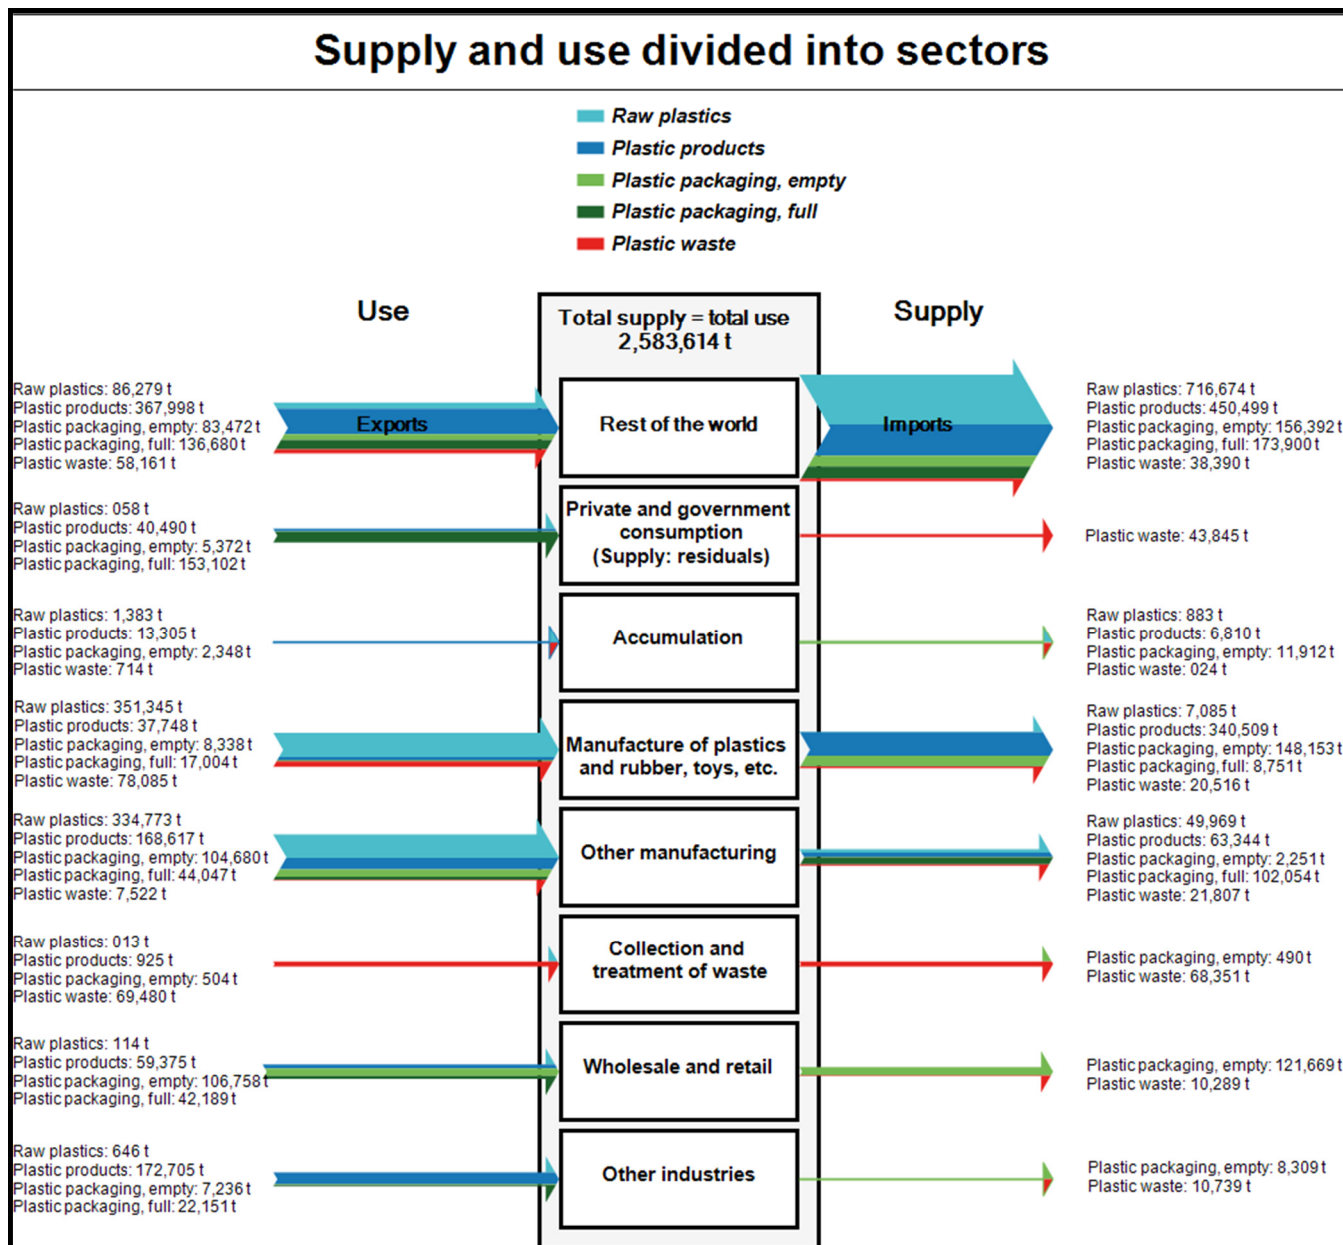 Supply and use divided into sectors
Raw plastics
Plastic products
Plastic packaging, empty
Plastic packaging, full
Plastic waste
Use
Total supply = total use
2,583,614 t
Supply
Raw plastics: 86,279 t
Plastic products: 367,998 t
Plastic packaging, empty: 83,472 t
Plastic packaging, full: 136,680 t
Plastic waste: 58,161 t
Exports
Rest of the world
Imports
Raw plastics: 716,674 t
Plastic products: 450,499 t
Plastic packaging, empty: 156,392 t
Plastic packaging, full: 173,900 t
Plastic waste: 38,390 t
Raw plastics: 058 t
Plastic products: 40,490 t
Plastic packaging, empty: 5,372 t
Plastic packaging, full: 153,102 t
Private and government
consumption
(Supply: residuals)
Plastic waste: 43,845 t
Raw plastics: 1,383 t
Plastic products: 13,305 t
Plastic packaging, empty: 2,348 t
Plastic waste: 714 t
Accumulation
Raw plastics: 883 t
Plastic products: 6,810 t
Plastic packaging, empty: 11,912 t
Plastic waste: 024 t
Raw plastics: 351,345 t
Plastic products: 37,748 t
Plastic packaging, empty: 8,338 t
Plastic packaging, full: 17,004 t
Plastic waste: 78,085 t
Manufacture of plastics
and rubber, toys, etc.
Raw plastics: 7,085 t
Plastic products: 340,509 t
Plastic packaging, empty: 148,153 t
Plastic packaging, full: 8,751 t
Plastic waste: 20,516 t
Raw plastics: 334,773 t
Plastic products: 168,617 t
Plastic packaging, empty: 104,680 t
Plastic packaging, full: 44,047 t
Plastic waste: 7,522 t
Other manufacturing
Raw plastics: 49,969 t
Plastic products: 63,344 t
Plastic packaging, empty: 2,251 t
Plastic packaging, full: 102,054 t
Plastic waste: 21,807 t
Raw plastics: 013 t
Plastic products: 925 t
Plastic packaging, empty: 504 t
Plastic waste: 69,480 t
Collection and
treatment of waste
Plastic packaging, empty: 490 t
Plastic waste: 68,351 t
Raw plastics: 114 t
Plastic products: 59,375 t
Plastic packaging, empty: 106,758 t
Plastic packaging, full: 42,189 t
Wholesale and retail
Plastic packaging, empty: 121,669 t
Plastic waste: 10,289 t
Raw plastics: 646 t
Plastic products: 172,705 t
Plastic packaging, empty: 7,236 t
Plastic packaging, full: 22,151 t
Other industries
Plastic packaging, empty: 8,309 t
Plastic waste: 10,739 t